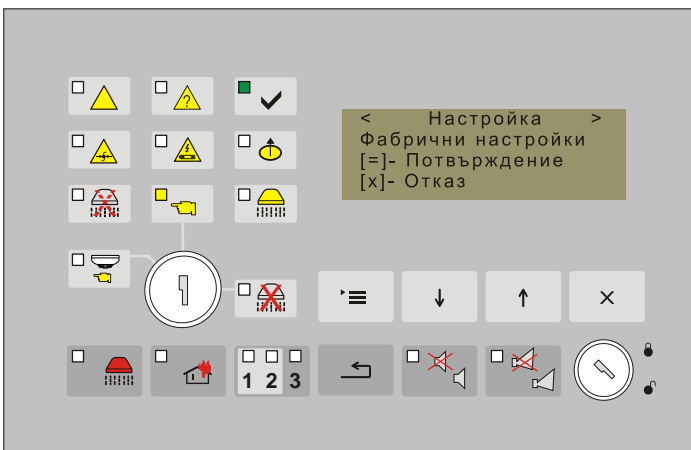 ?
< Настройка >
Фабрични настройки
[=]- Потвърждение
[x]- Отказ
1 2 3